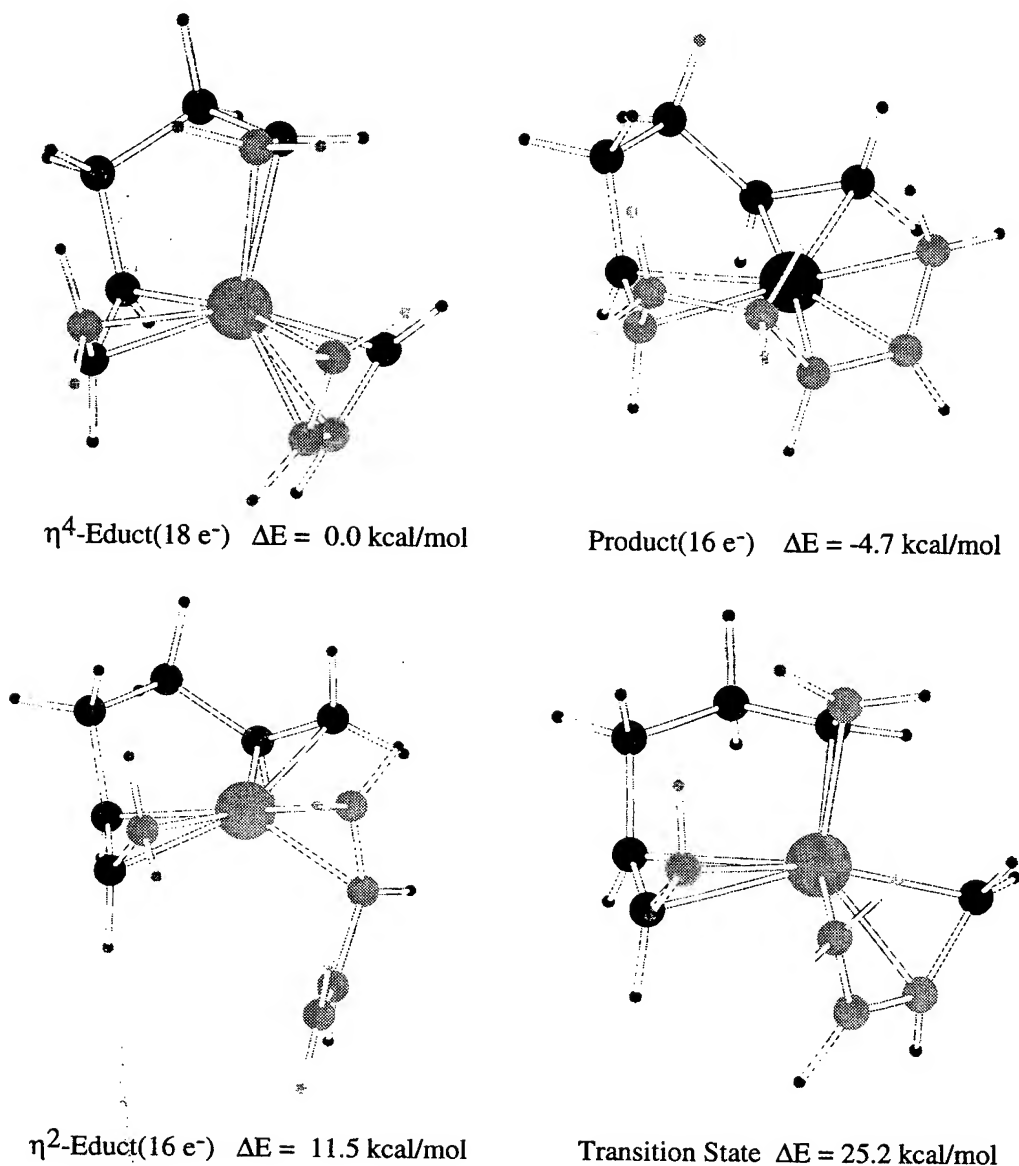 η⁴-Educt(18 e⁻) ΔE = 0.0 kcal/mol
Product(16 e⁻) ΔE = -4.7 kcal/mol
η²-Educt(16 e⁻) ΔE = 11.5 kcal/mol
Transition State ΔE = 25.2 kcal/mol